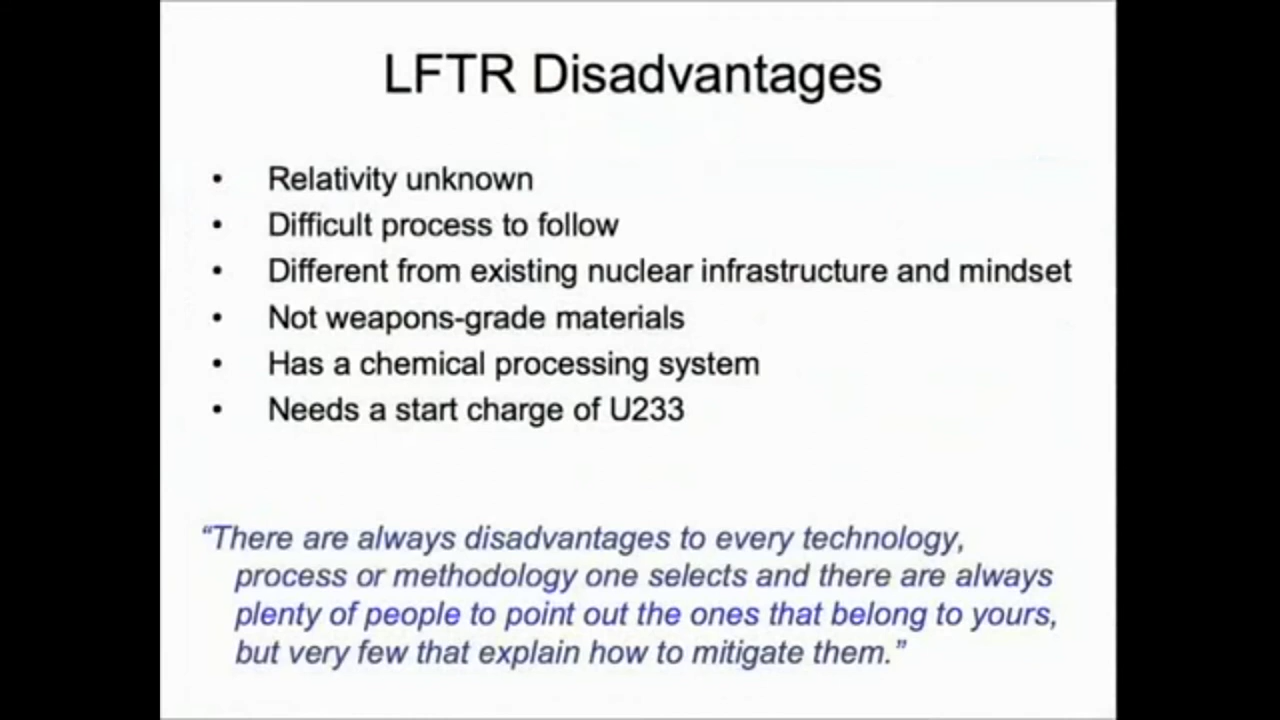 LFTR Disadvantages
• Relativity unknown
• Difficult process to follow
• Different from existing nuclear infrastructure and mindset
• Not weapons-grade materials
• Has a chemical processing system
• Needs a start charge of U233
“There are always disadvantages to every technology,
process or methodology one selects and there are always
plenty of people to point out the ones that belong to yours,
but very few that explain how to mitigate them.”